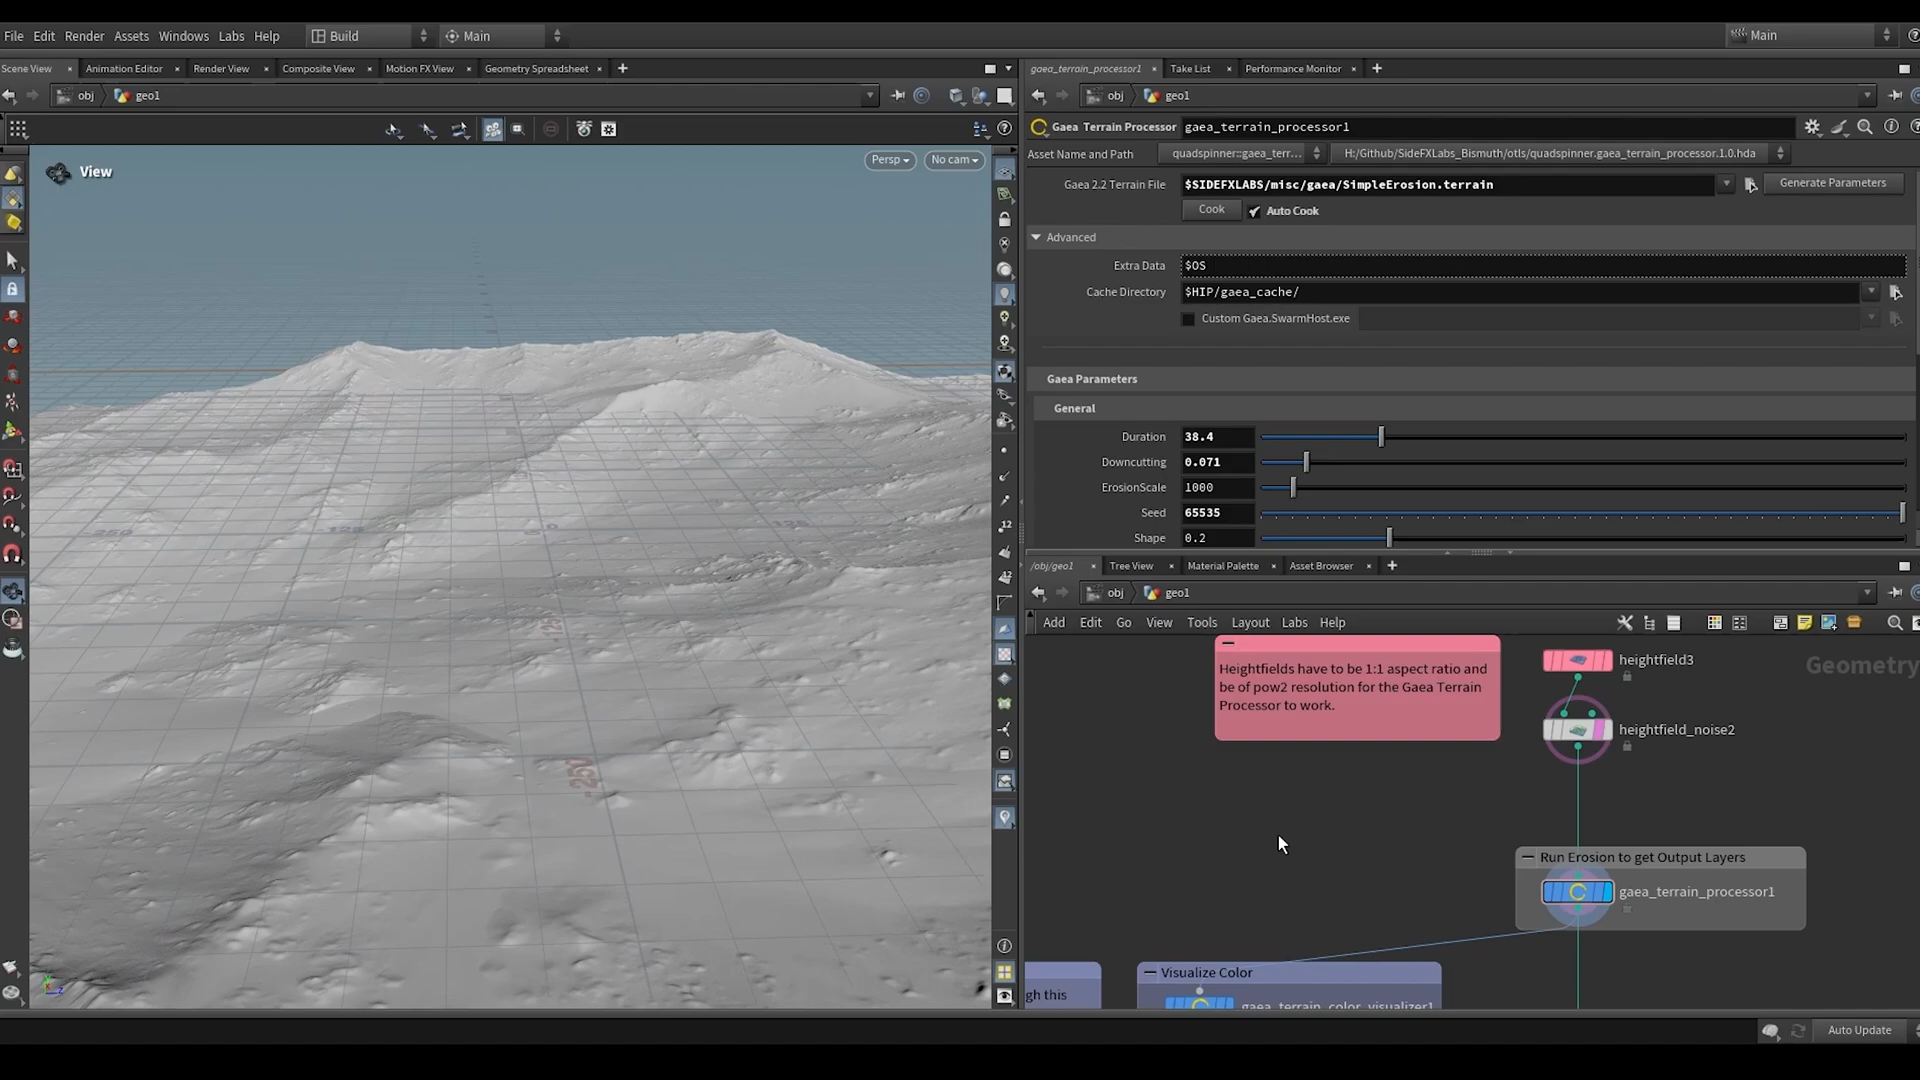 File Edit Render Assets Windows Labs Help Build Main Main
Scene View Animation Editor Render View Composite View Motion FX View Geometry Spreadsheet
obj geo1
View
Persp No cam
250 125 0
-250
gaea_terrain_processor1 Take List Performance Monitor
obj geo1
Gaea Terrain Processor gaea_terrain_processor1
Asset Name and Path quadspinner::gaea_terr... H:/Github/SideFXLabs_Bismuth/otls/quadspinner.gaea_terrain_processor.1.0.hda
Gaea 2.2 Terrain File $SIDEFXLABS/misc/gaea/SimpleErosion.terrain Generate Parameters
Cook Auto Cook
Advanced
Extra Data $OS
Cache Directory $HIP/gaea_cache/
Custom Gaea.SwarmHost.exe
Gaea Parameters
General
Duration 38.4
Downcutting 0.071
ErosionScale 1000
Seed 65535
Shape 0.2
/obj/geo1 Tree View Material Palette Asset Browser
obj geo1
Add Edit Go View Tools Layout Labs Help
Geometry
Heightfields have to be 1:1 aspect ratio and
be of pow2 resolution for the Gaea Terrain
Processor to work.
heightfield3
heightfield_noise2
Run Erosion to get Output Layers
gaea_terrain_processor1
Visualize Color
gh this
gaea_terrain_color_visualizer1
Auto Update